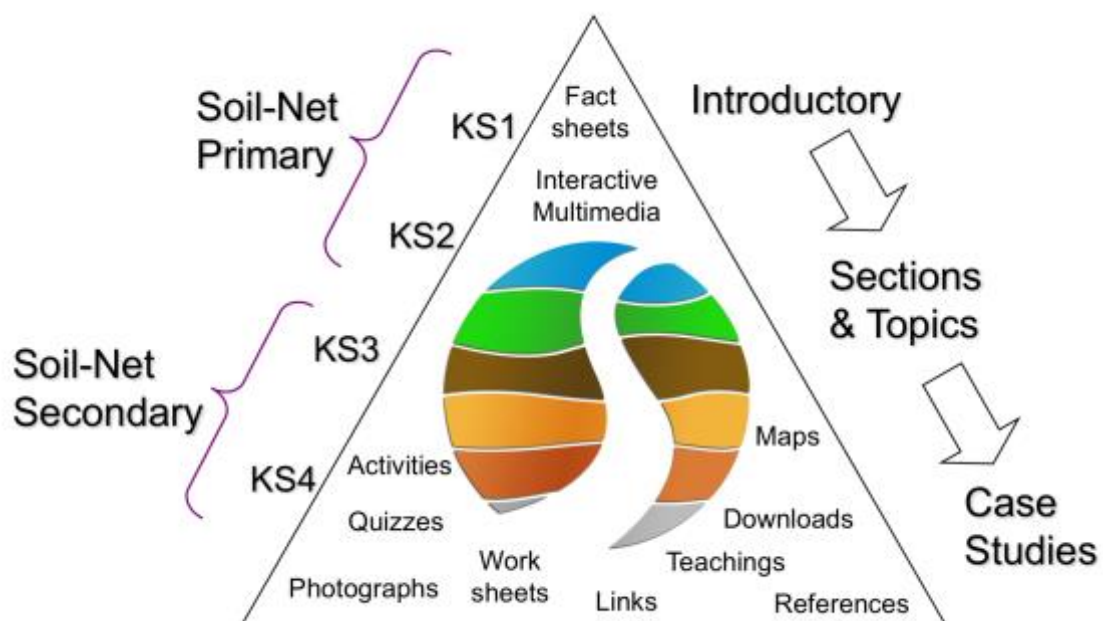 Soil-Net
Primary
KS1
Fact
sheets
Introductory
Interactive
Multimedia
KS2
Sections
& Topics
KS3
Soil-Net
Secondary
Maps
KS4
Activities
Case
Studies
Quizzes
Downloads
Work
sheets
Teachings
Photographs
Links
References